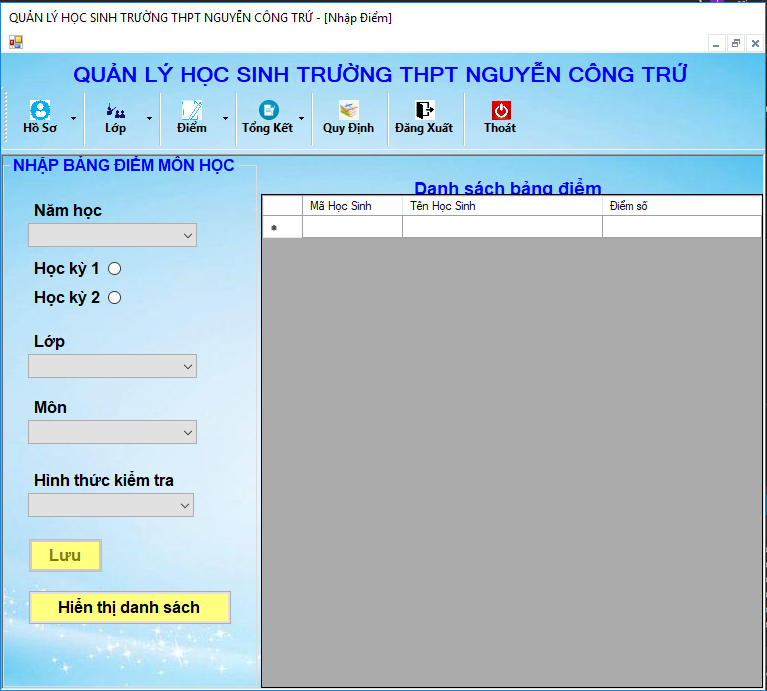 QUẢN LÝ HỌC SINH TRƯỜNG THPT NGUYỄN CÔNG TRỨ - [Nhập Điểm]
QUẢN LÝ HỌC SINH TRƯỜNG THPT NGUYỄN CÔNG TRỨ
Hồ Sơ Lớp Điểm Tổng Kết Quy Định Đăng Xuất Thoát
NHẬP BẢNG ĐIỂM MÔN HỌC
Danh sách bảng điểm
Mã Học Sinh Tên Học Sinh Điểm số
Năm học
Học kỳ 1
Học kỳ 2
Lớp
Môn
Hình thức kiểm tra
Lưu
Hiển thị danh sách